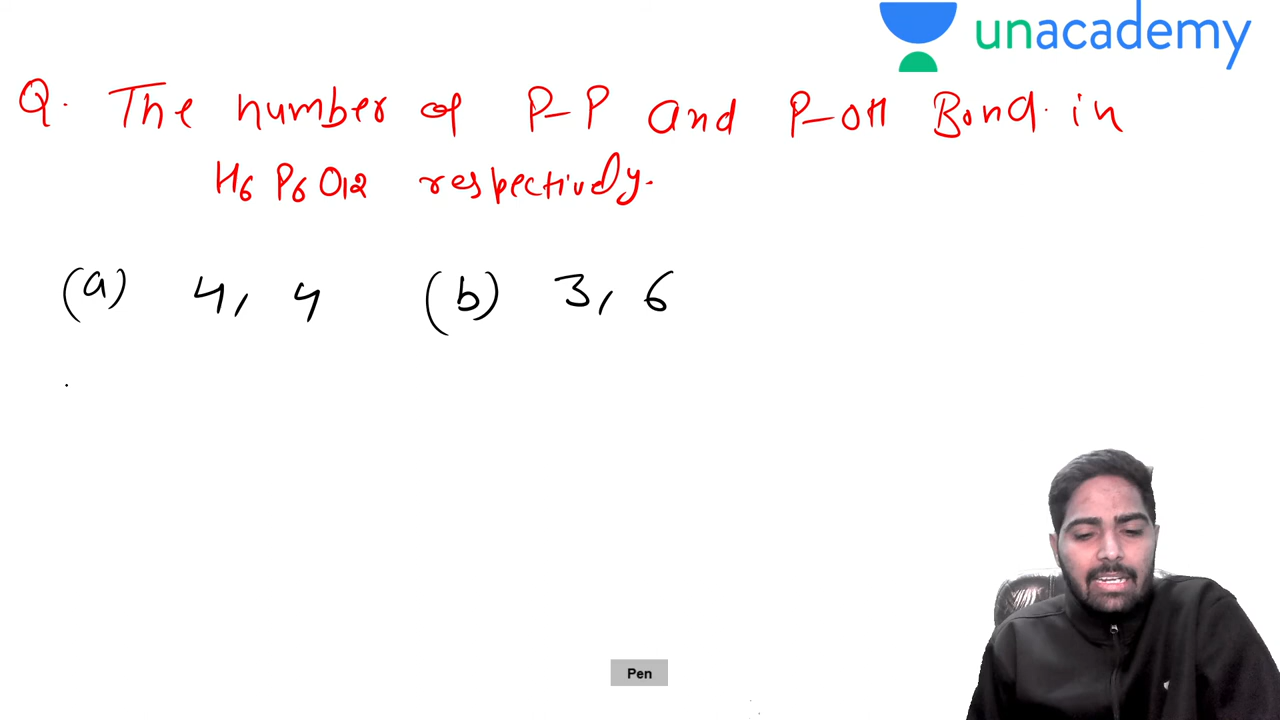 unacademy
Q. The number of P-P and P-OH Bond. in
H6 P6 O12 respectively.
(a) 4, 4 (b) 3, 6
Pen